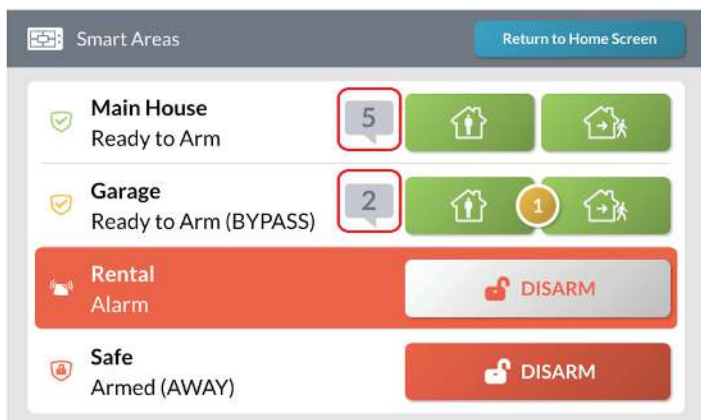 Smart Areas
Return to Home Screen
Main House
Ready to Arm
5
Garage
Ready to Arm (BYPASS)
2
1
Rental
Alarm
DISARM
Safe
Armed (AWAY)
DISARM